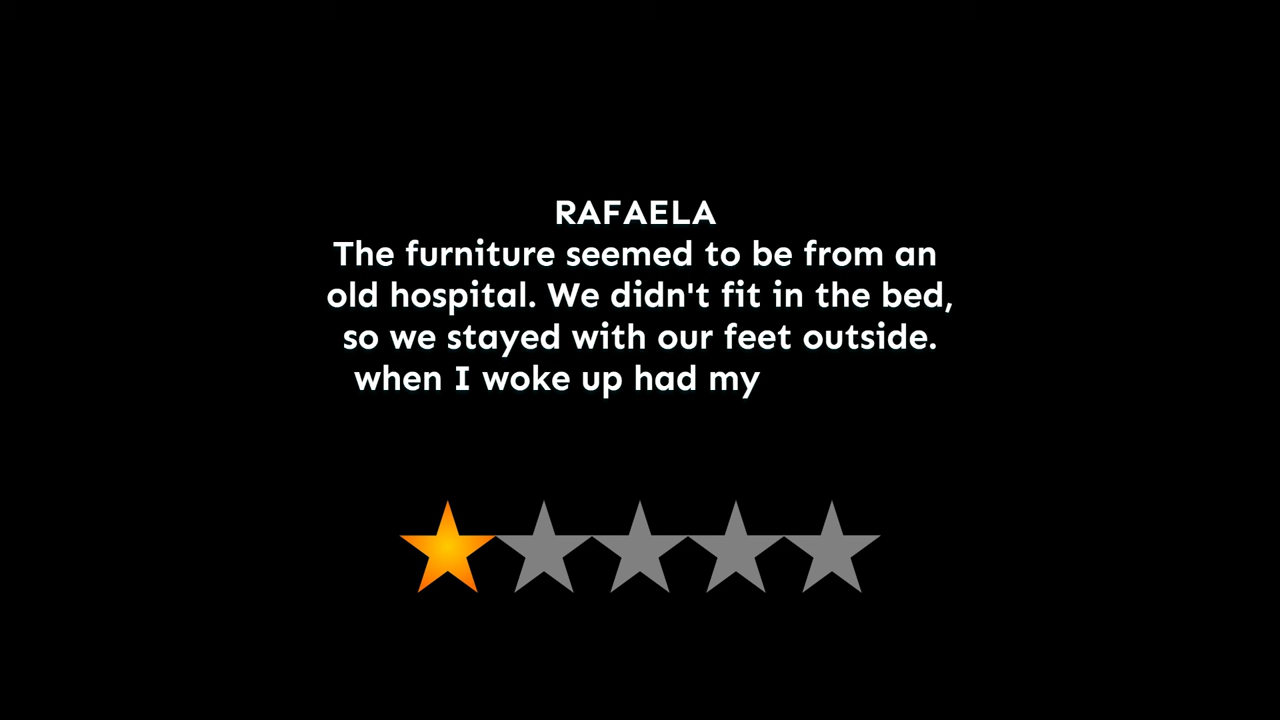 RAFAELA
The furniture seemed to be from an
old hospital. We didn't fit in the bed,
so we stayed with our feet outside.
when I woke up had my